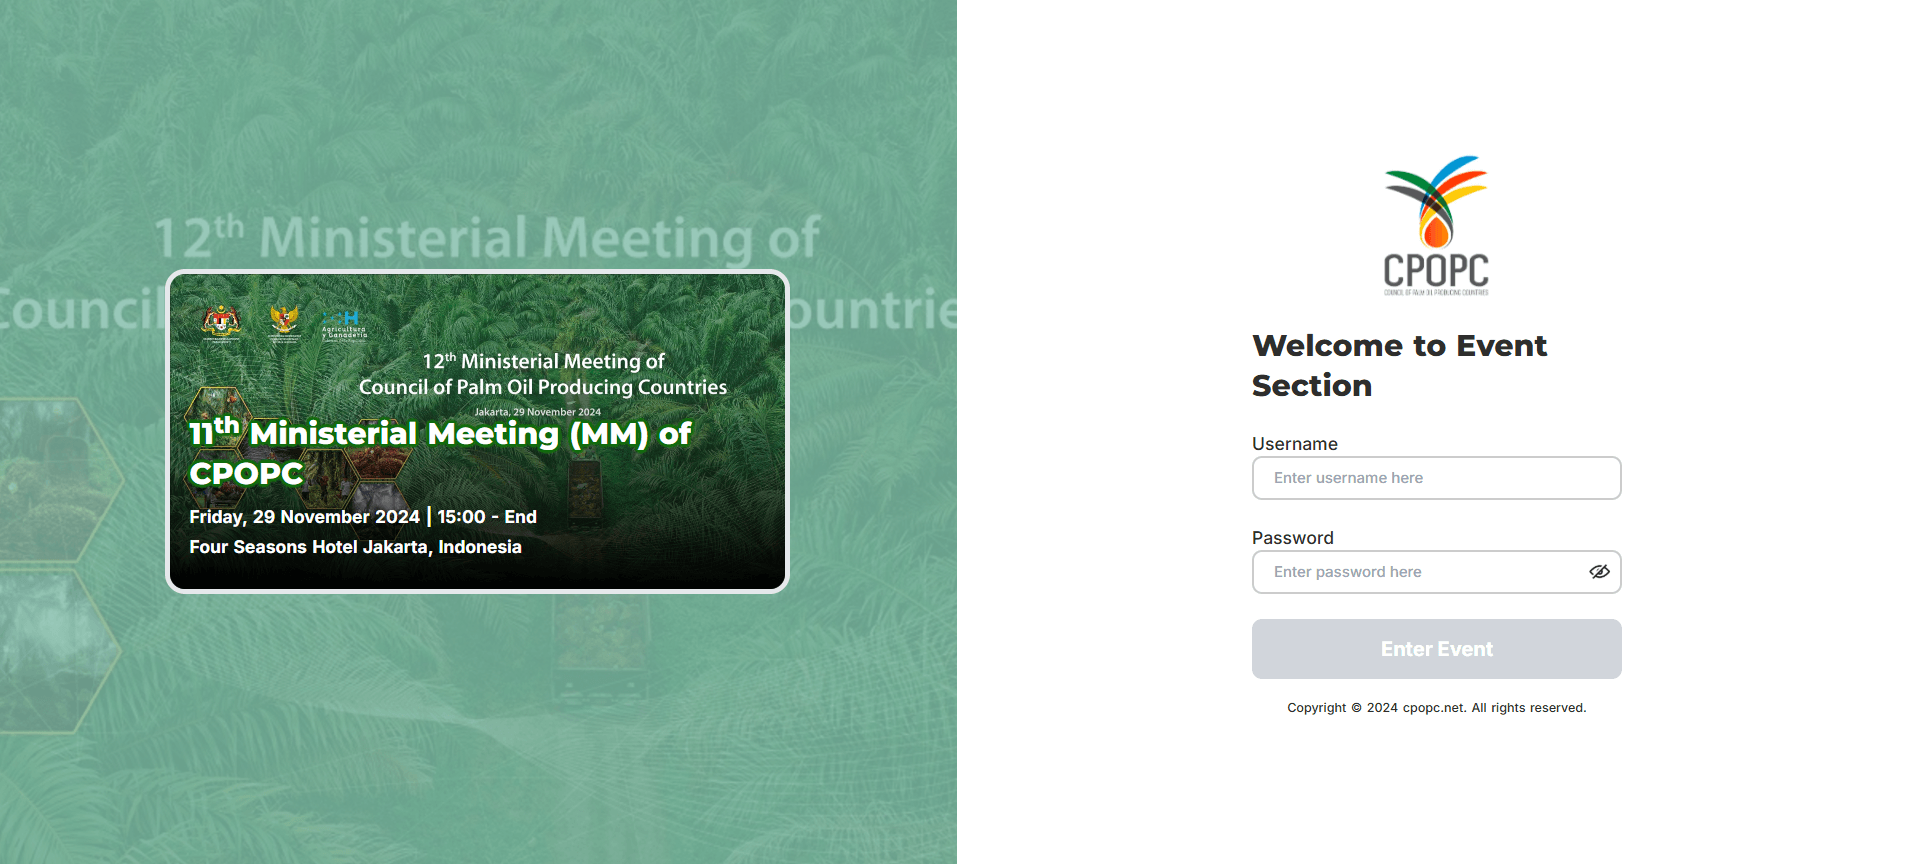 12th Ministerial Meeting of
Council
ountrie
Agricultura
y Ganadería
12th Ministerial Meeting of
Council of Palm Oil Producing Countries
Jakarta, 29 November 2024
11th Ministerial Meeting (MM) of
CPOPC
Friday, 29 November 2024 | 15:00 - End
Four Seasons Hotel Jakarta, Indonesia
CPOPC
COUNCIL OF PALM OIL PRODUCING COUNTRIES
Welcome to Event
Section
Username
Enter username here
Password
Enter password here
Enter Event
Copyright © 2024 cpopc.net. All rights reserved.